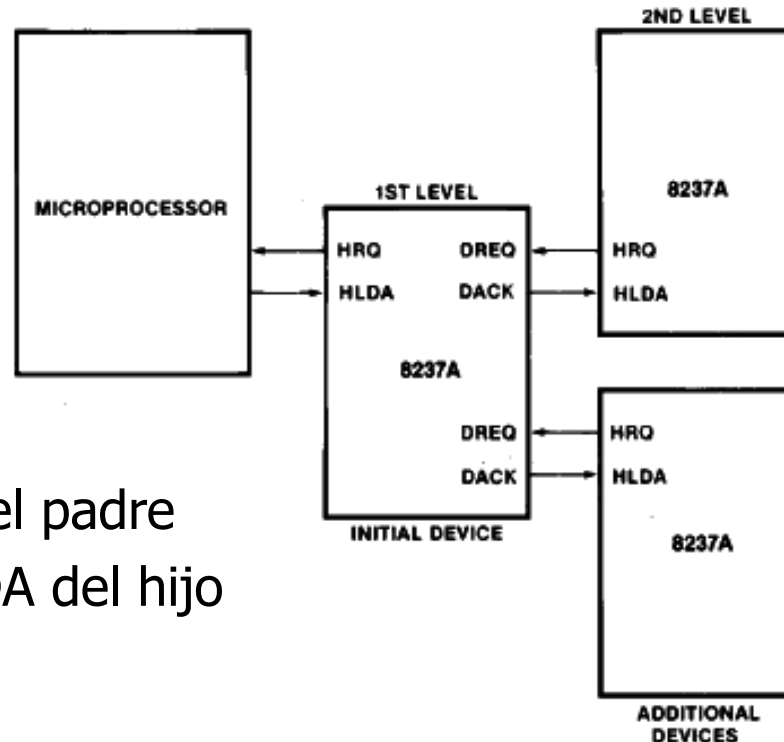 2ND LEVEL
8237A
HRQ
HLDA
MICROPROCESSOR
1ST LEVEL
HRQ DREQ
HLDA DACK
8237A
DREQ
DACK
INITIAL DEVICE
HRQ
HLDA
8237A
ADDITIONAL
DEVICES
el padre
A del hijo